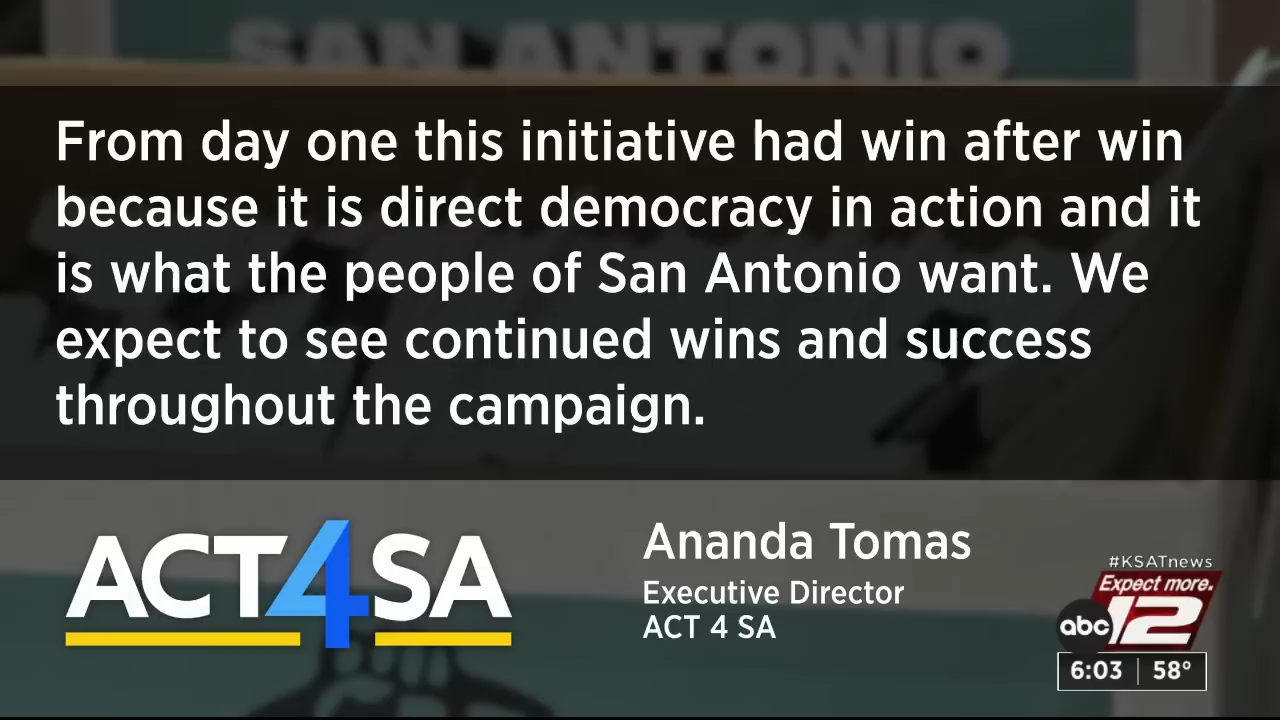 SAN ANTONIO
From day one this initiative had win after win
because it is direct democracy in action and it
is what the people of San Antonio want. We
expect to see continued wins and success
throughout the campaign.
ACT4SA
Ananda Tomas
Executive Director
ACT 4 SA
#KSATnews
Expect more.
abc 12
6:03 58°